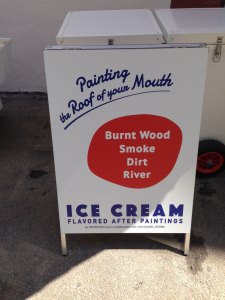 Painting
the Roof of your Mouth
Burnt Wood
Smoke
Dirt
River
ICE CREAM
FLAVORED AFTER PAINTINGS